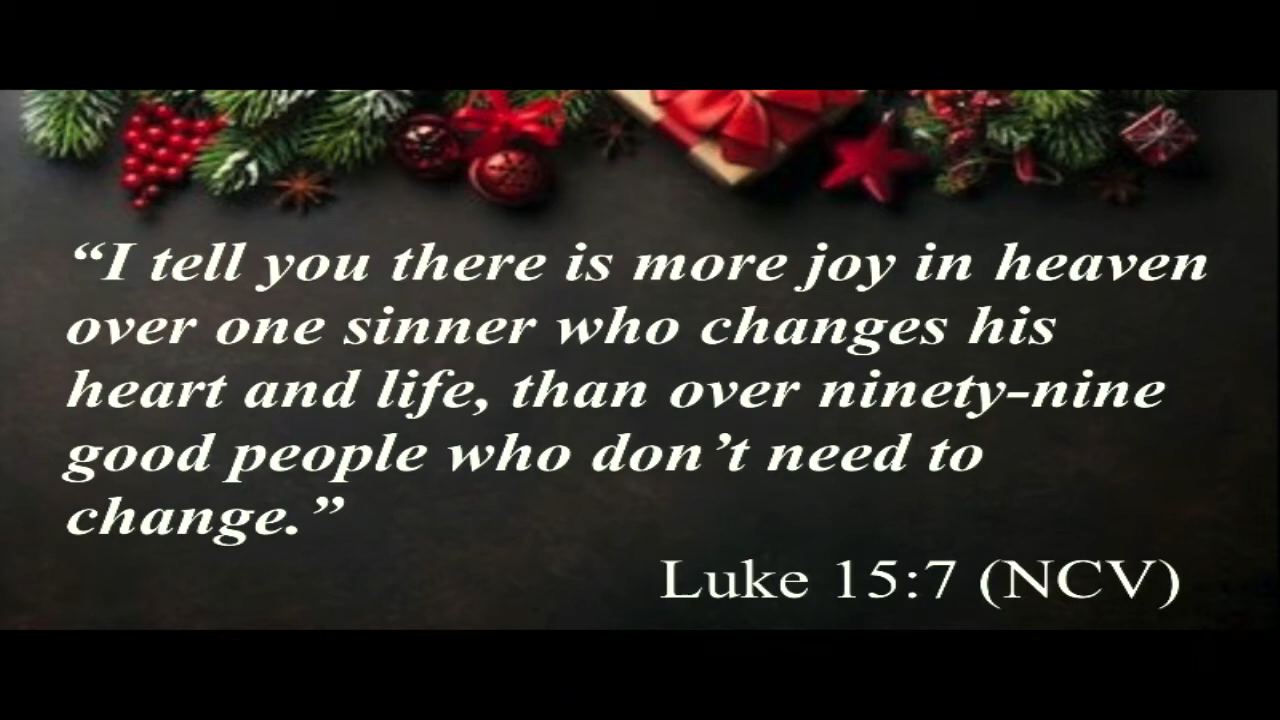 “I tell you there is more joy in heaven
over one sinner who changes his
heart and life, than over ninety-nine
good people who don’t need to
change.”
Luke 15:7 (NCV)